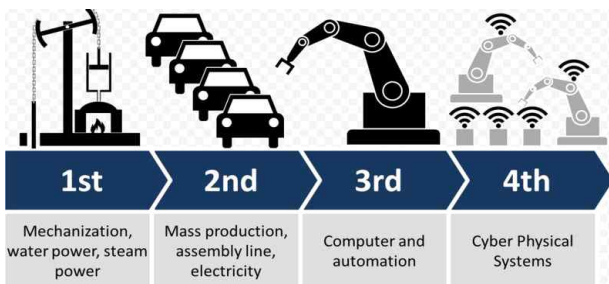 1st
2nd
3rd
4th
Mechanization,
water power, steam
power
Mass production,
assembly line,
electricity
Computer and
automation
Cyber Physical
Systems